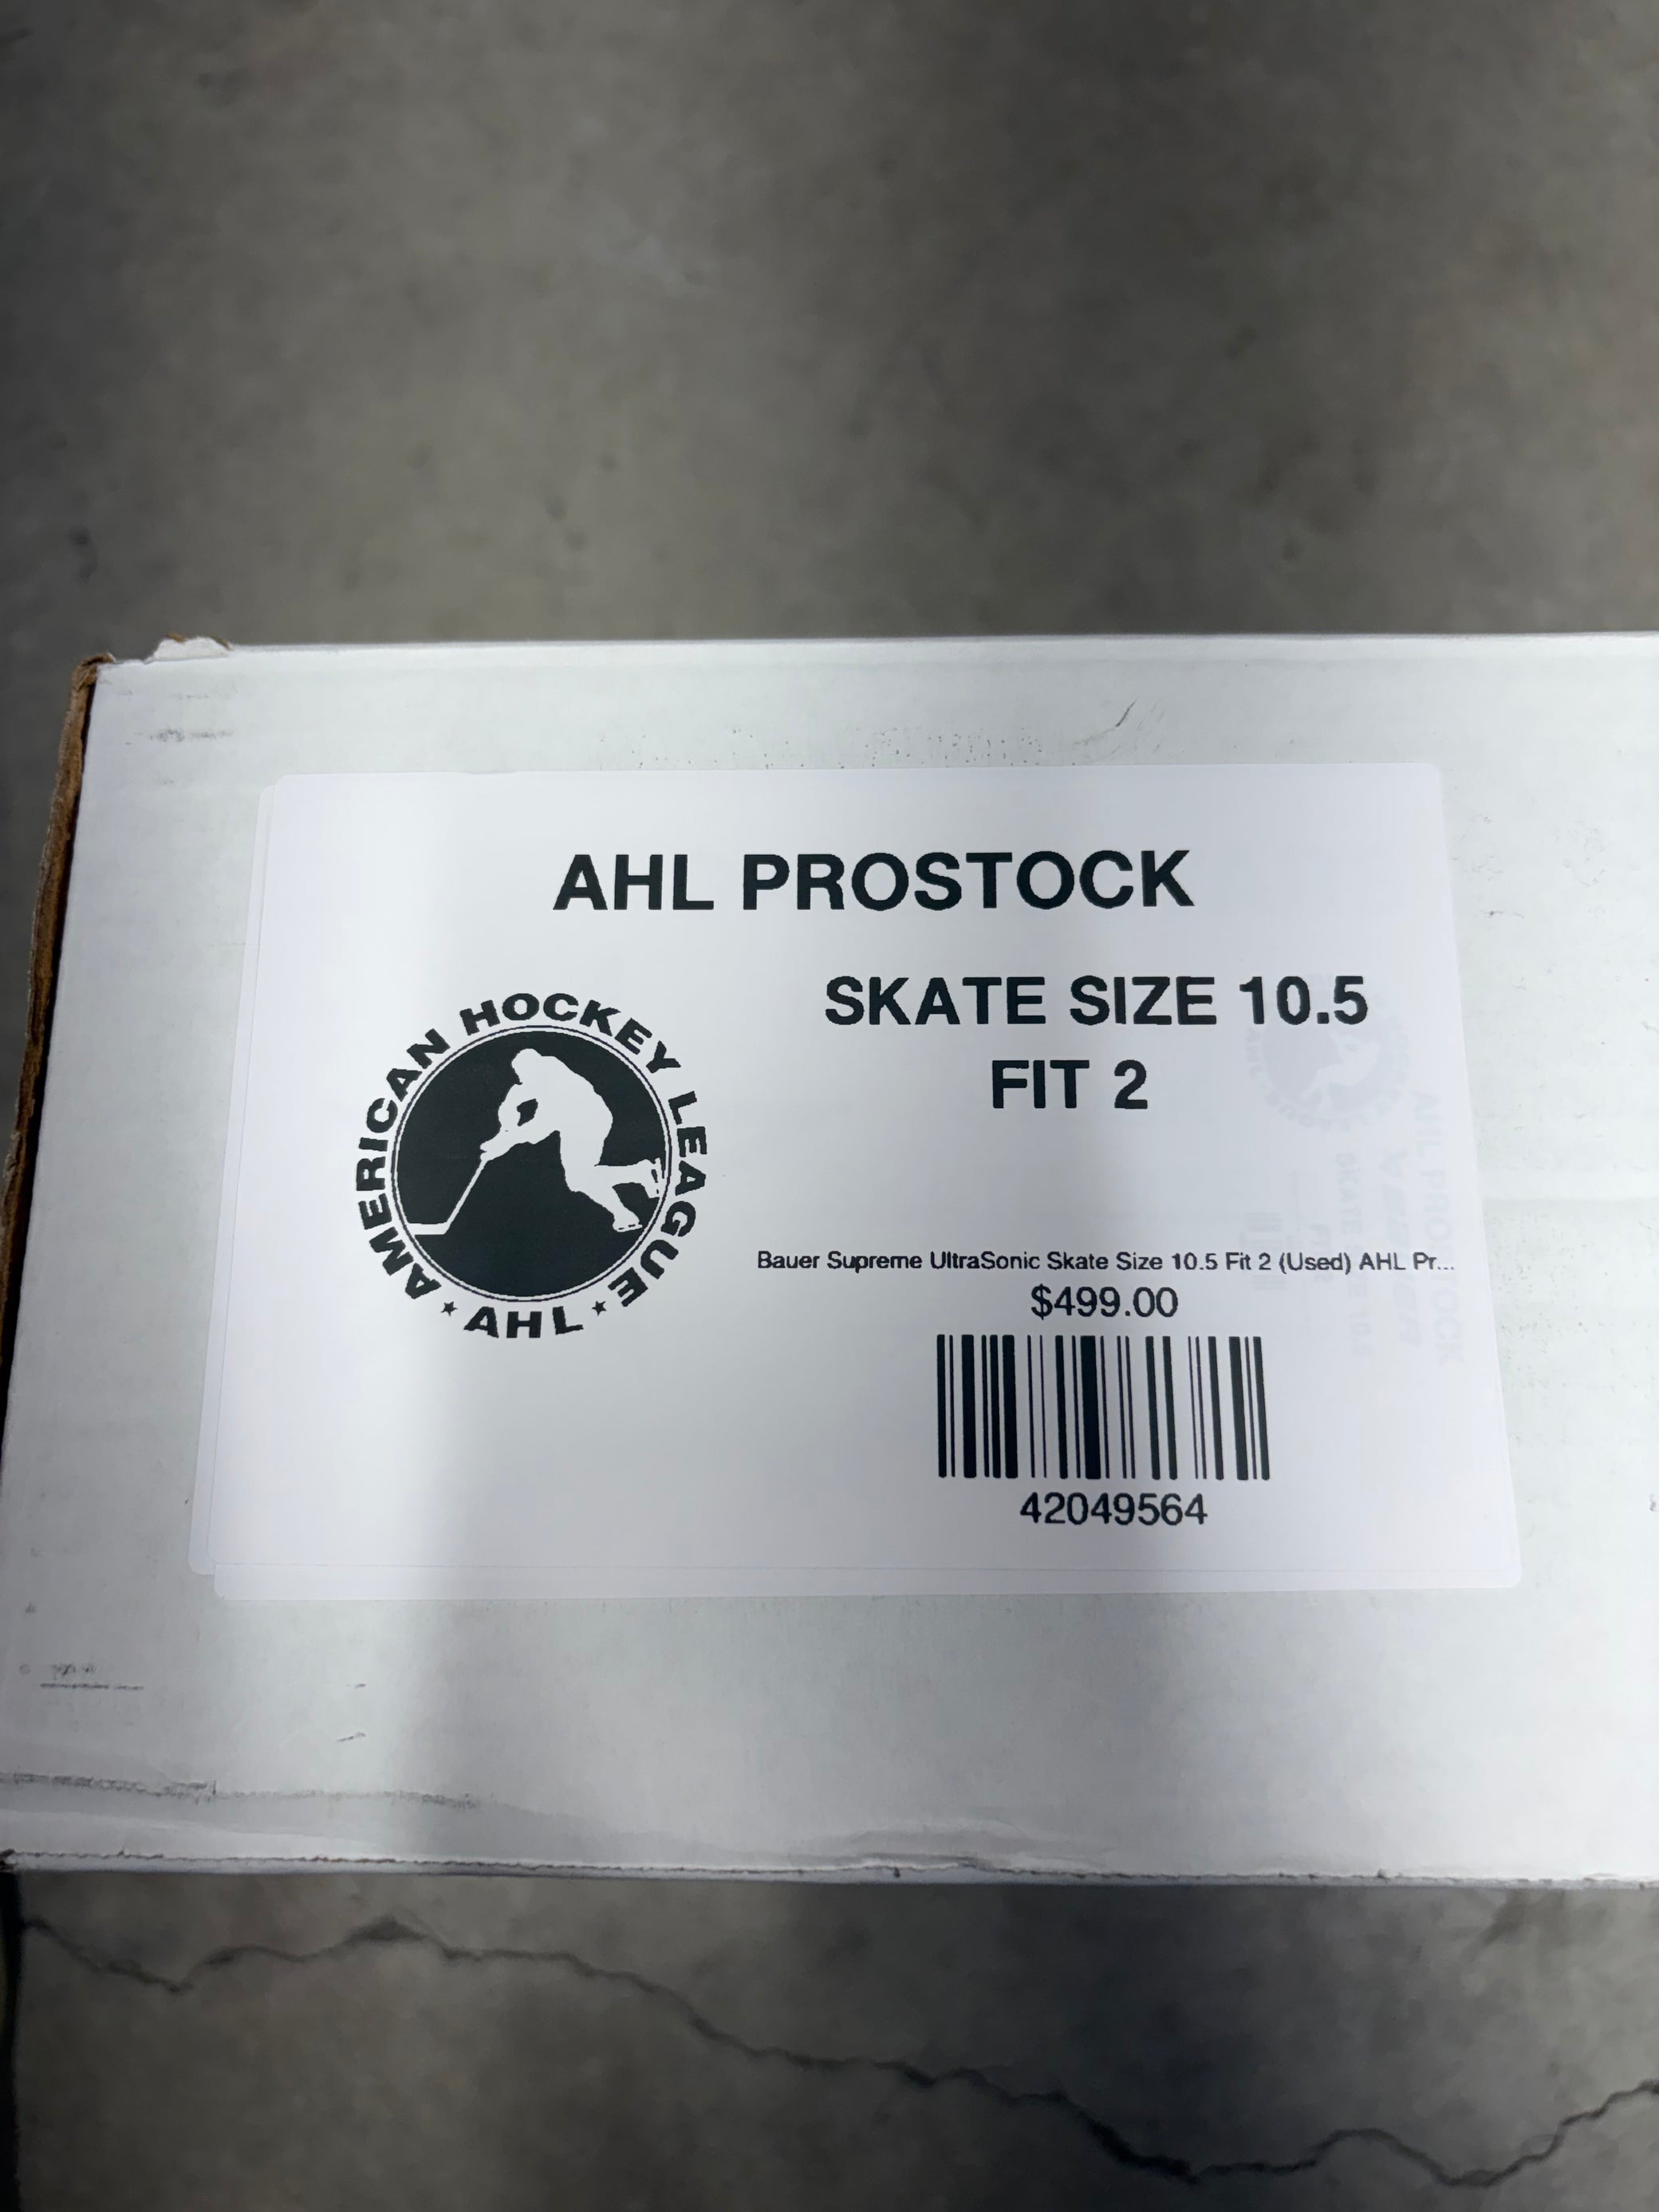 AHL PROSTOCK
SKATE SIZE 10.5
FIT 2
AMERICAN HOCKEY LEAGUE
★ AHL ★
Bauer Supreme UltraSonic Skate Size 10.5 Fit 2 (Used) AHL Pr...
$499.00
42049564